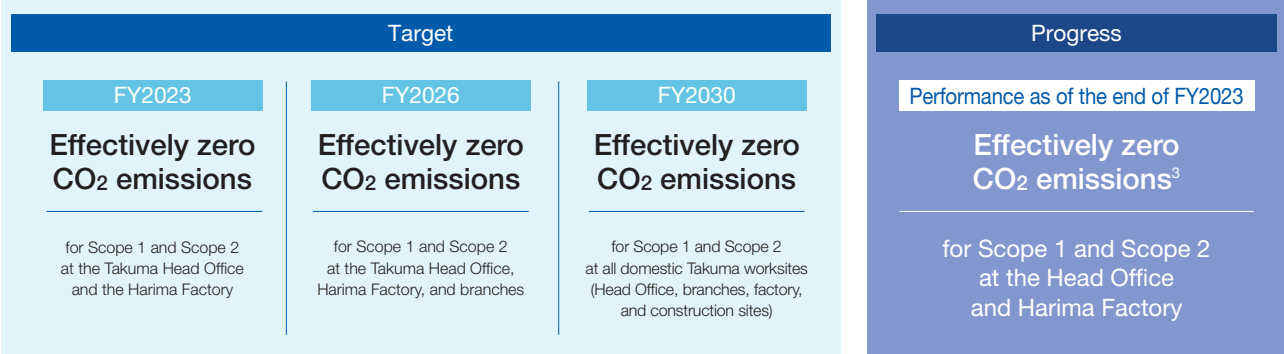 Target
FY2023
Effectively zero
CO2 emissions
for Scope 1 and Scope 2
at the Takuma Head Office
and the Harima Factory
FY2026
Effectively zero
CO2 emissions
for Scope 1 and Scope 2
at the Takuma Head Office,
Harima Factory, and branches
FY2030
Effectively zero
CO2 emissions
for Scope 1 and Scope 2
at all domestic Takuma worksites
(Head Office, branches, factory,
and construction sites)
Progress
Performance as of the end of FY2023
Effectively zero
CO2 emissions3
for Scope 1 and Scope 2
at the Head Office
and Harima Factory